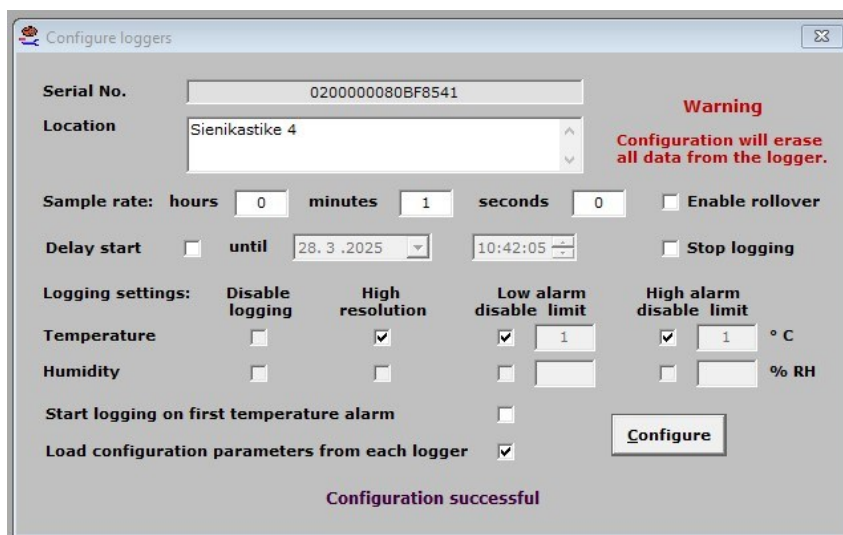 Configure loggers
Serial No. 0200000080BF8541
Warning
Location Sienikastike 4
Configuration will erase
all data from the logger.
Sample rate: hours 0 minutes 1 seconds 0 Enable rollover
Delay start until 28. 3 .2025 10:42:05 Stop logging
Logging settings: Disable logging High resolution Low alarm disable limit High alarm disable limit
Temperature 1 1 ° C
Humidity % RH
Start logging on first temperature alarm
Configure
Load configuration parameters from each logger
Configuration successful